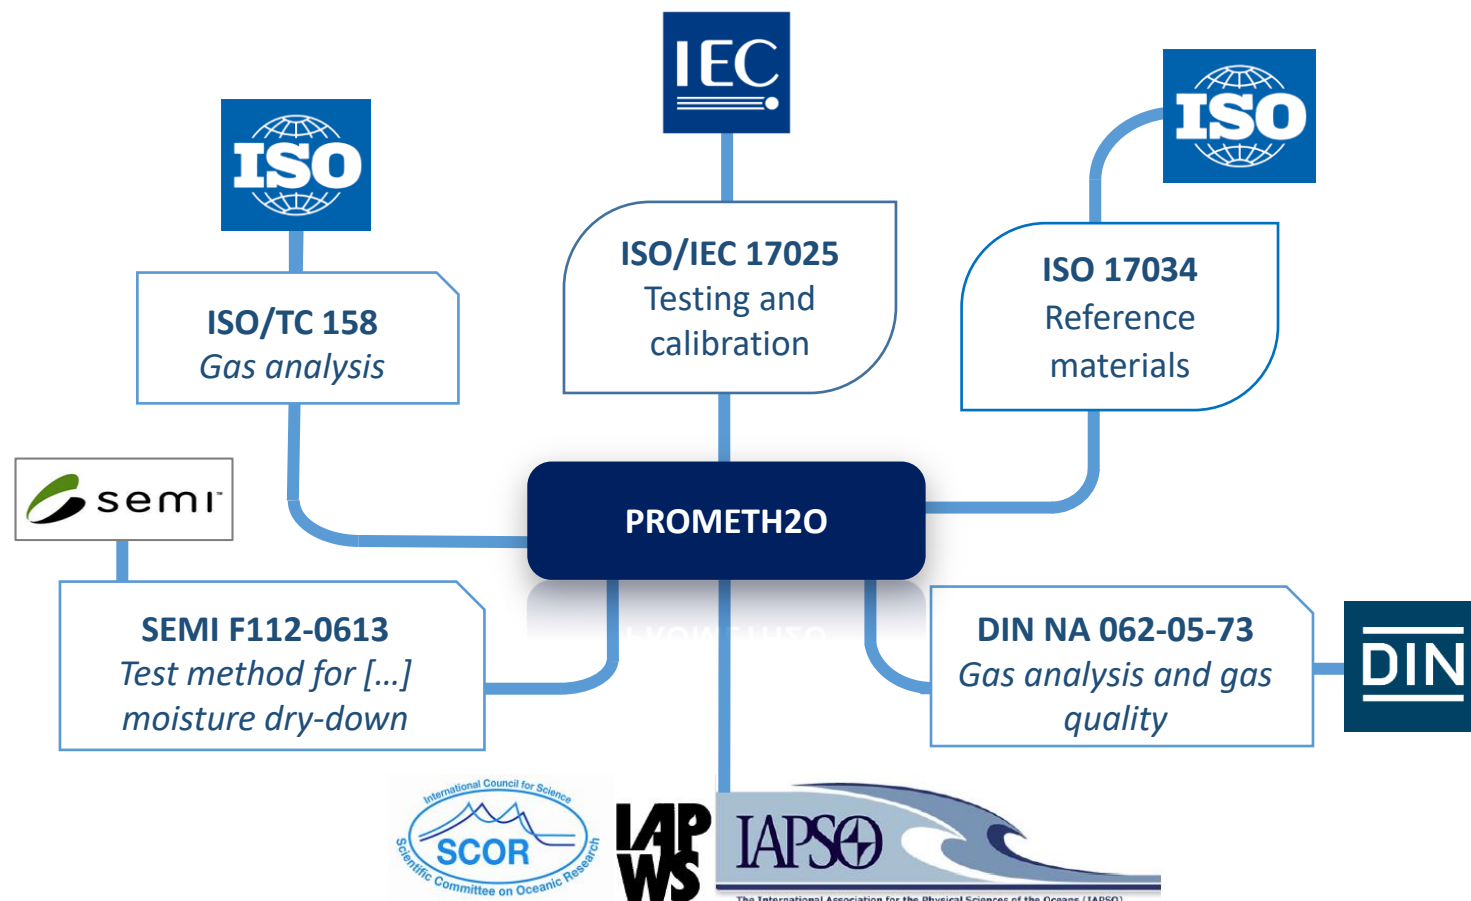 IEC
ISO
ISO
ISO/IEC 17025
Testing and
calibration
ISO 17034
Reference
materials
ISO/TC 158
Gas analysis
semi™
PROMETH2O
SEMI F112-0613
Test method for [...]
moisture dry-down
DIN NA 062-05-73
Gas analysis and gas
quality
DIN
International Council for Science
SCOR
Scientific Committee on Oceanic Research
IAP
WS
IAPSO
The International Association for the Physical Sciences of the Oceans (IAPSO)